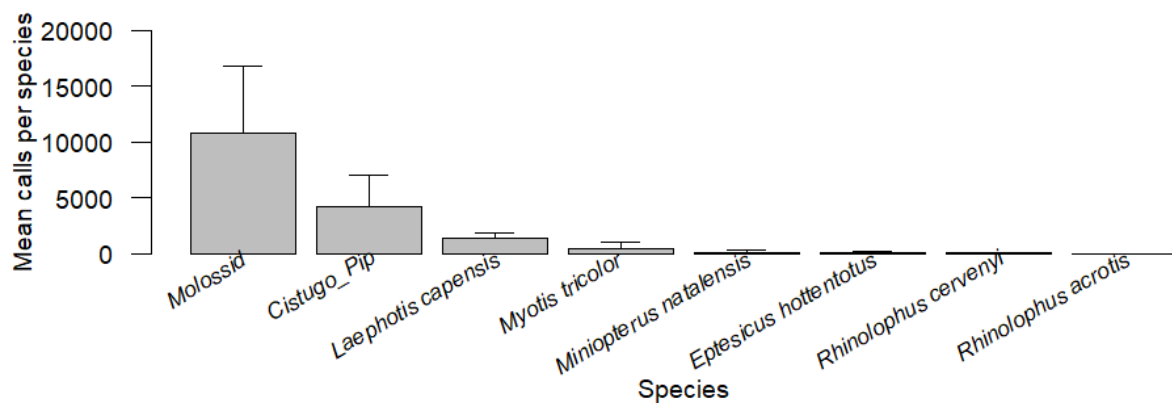 Mean calls per species
20000
15000
10000
5000
0
Molossid
Cistugo_Pip
Laephotis capensis
Myotis tricolor
Miniopterus natalensis
Eptesicus hottentotus
Rhinolophus cervenyi
Rhinolophus acrotis
Species